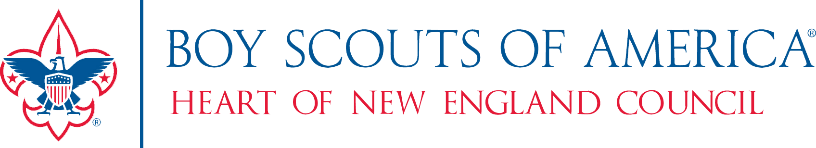 BOY SCOUTS OF AMERICA®
HEART OF NEW ENGLAND COUNCIL
®